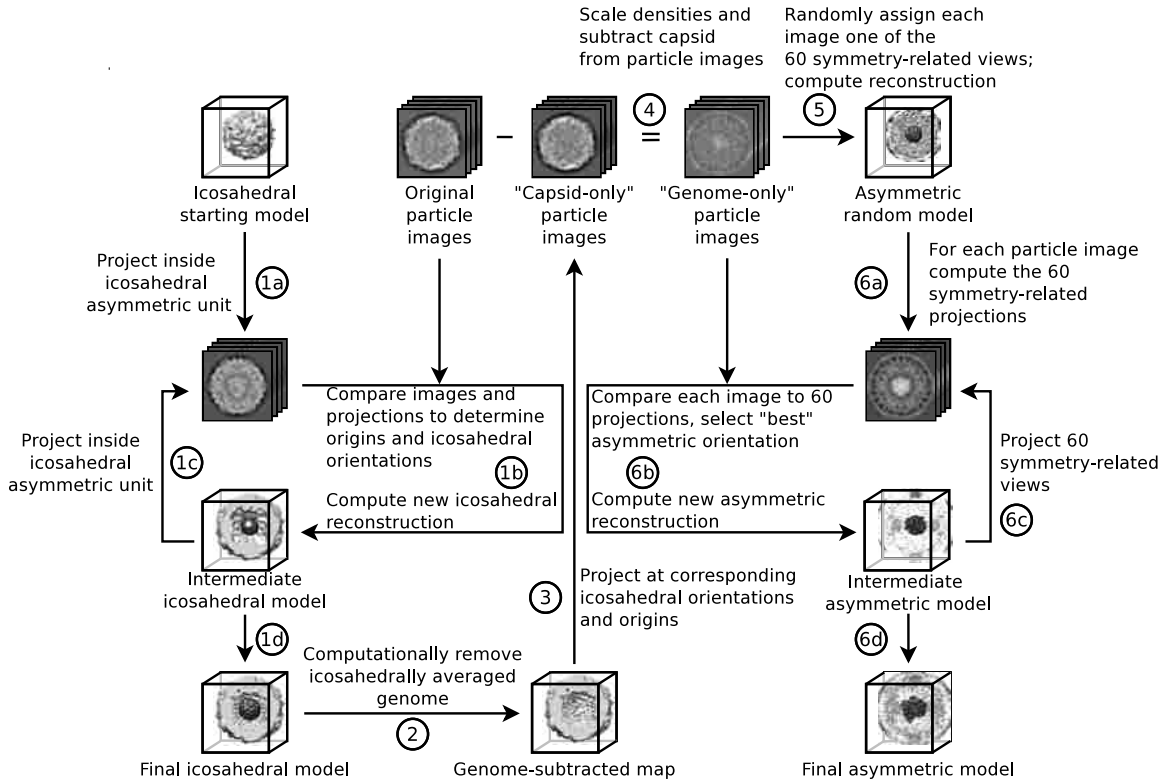 Scale densities and
subtract capsid
from particle images
Randomly assign each
image one of the
60 symmetry-related views;
compute reconstruction
4
5
−
=
Icosahedral
starting model
Original
particle
images
"Capsid-only"
particle
images
"Genome-only"
particle
images
Asymmetric
random model
Project inside
icosahedral
asymmetric unit
1a
6a
For each particle image
compute the 60
symmetry-related
projections
Compare images and
projections to determine
origins and icosahedral
orientations
1b
Compute new icosahedral
reconstruction
Compare each image to 60
projections, select "best"
asymmetric orientation
6b
Compute new asymmetric
reconstruction
Project inside
icosahedral
asymmetric unit
1c
Project 60
symmetry-related
views
6c
Intermediate
icosahedral model
3
Project at corresponding
icosahedral orientations
and origins
Intermediate
asymmetric model
1d
6d
Computationally remove
icosahedrally averaged
genome
2
Final icosahedral model
Genome-subtracted map
Final asymmetric model